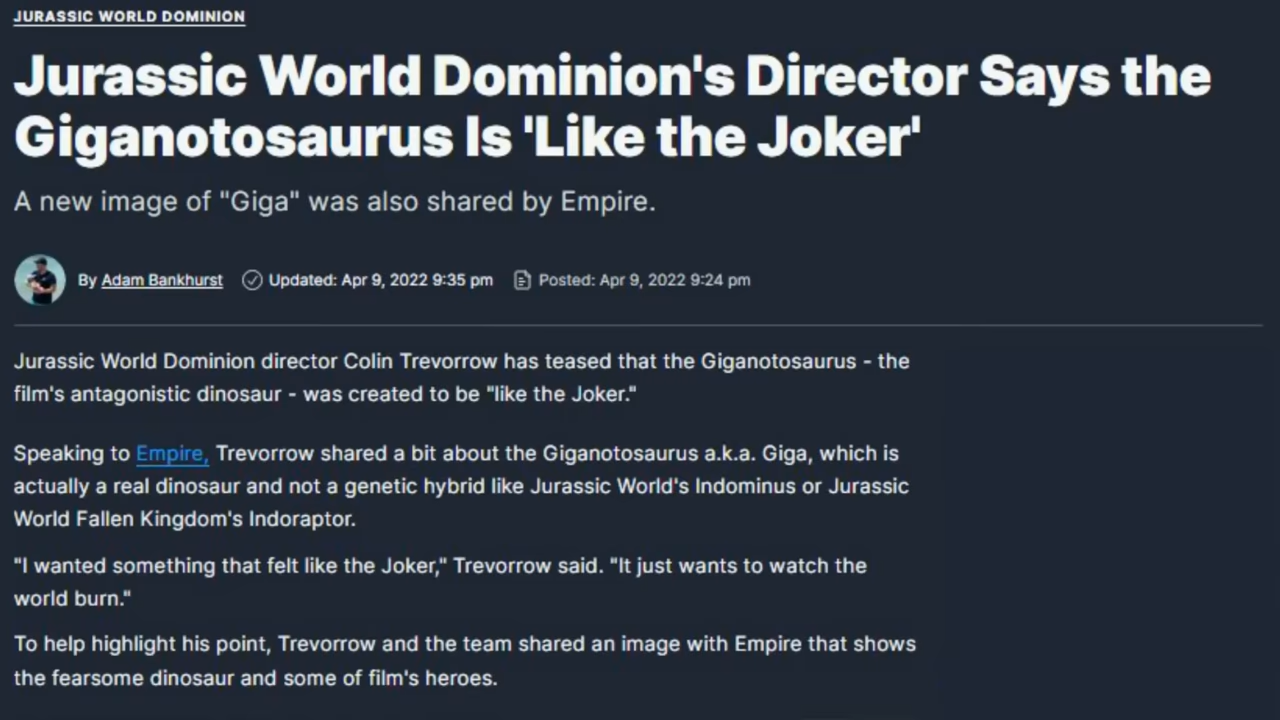 JURASSIC WORLD DOMINION
Jurassic World Dominion's Director Says the
Giganotosaurus Is 'Like the Joker'
A new image of "Giga" was also shared by Empire.
By Adam Bankhurst Updated: Apr 9, 2022 9:35 pm Posted: Apr 9, 2022 9:24 pm
Jurassic World Dominion director Colin Trevorrow has teased that the Giganotosaurus - the
film's antagonistic dinosaur - was created to be "like the Joker."
Speaking to Empire, Trevorrow shared a bit about the Giganotosaurus a.k.a. Giga, which is
actually a real dinosaur and not a genetic hybrid like Jurassic World's Indominus or Jurassic
World Fallen Kingdom's Indoraptor.
"I wanted something that felt like the Joker," Trevorrow said. "It just wants to watch the
world burn."
To help highlight his point, Trevorrow and the team shared an image with Empire that shows
the fearsome dinosaur and some of film's heroes.